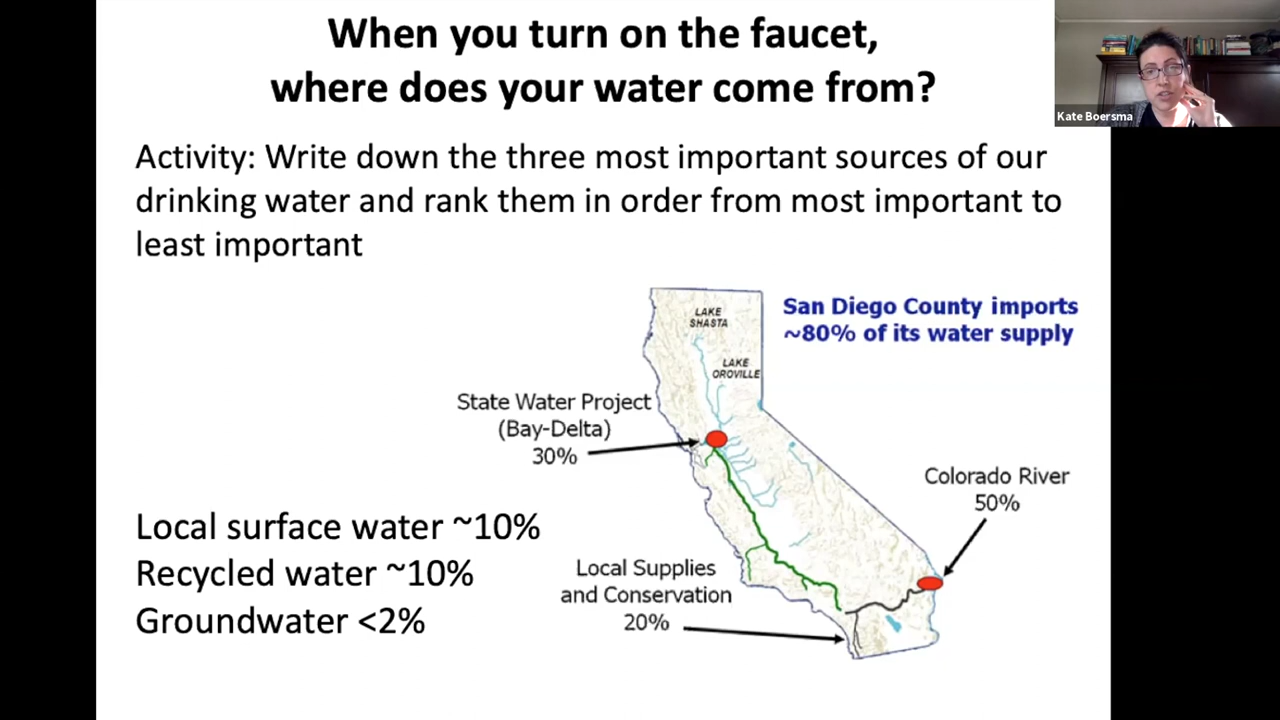 When you turn on the faucet,
where does your water come from?
Kate Boersma
Activity: Write down the three most important sources of our
drinking water and rank them in order from most important to
least important
San Diego County imports
~80% of its water supply
LAKE
SHASTA
LAKE
OROVILLE
State Water Project
(Bay-Delta)
30%
Colorado River
50%
Local surface water ~10%
Recycled water ~10%
Groundwater <2%
Local Supplies
and Conservation
20%